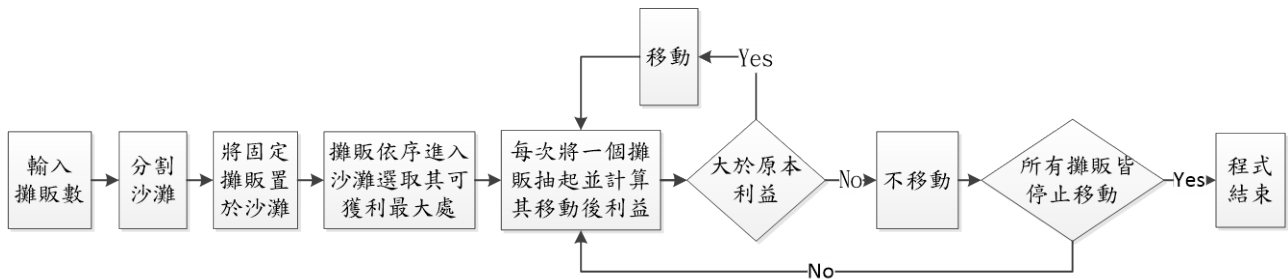 移動
Yes
輸入
攤販數
分割
沙灘
將固定
攤販置
於沙灘
攤販依序進入
沙灘選取其可
獲利最大處
每次將一個攤
販抽起並計算
其移動後利益
大於原本
利益
No
不移動
所有攤販皆
停止移動
Yes
程式
結束
No